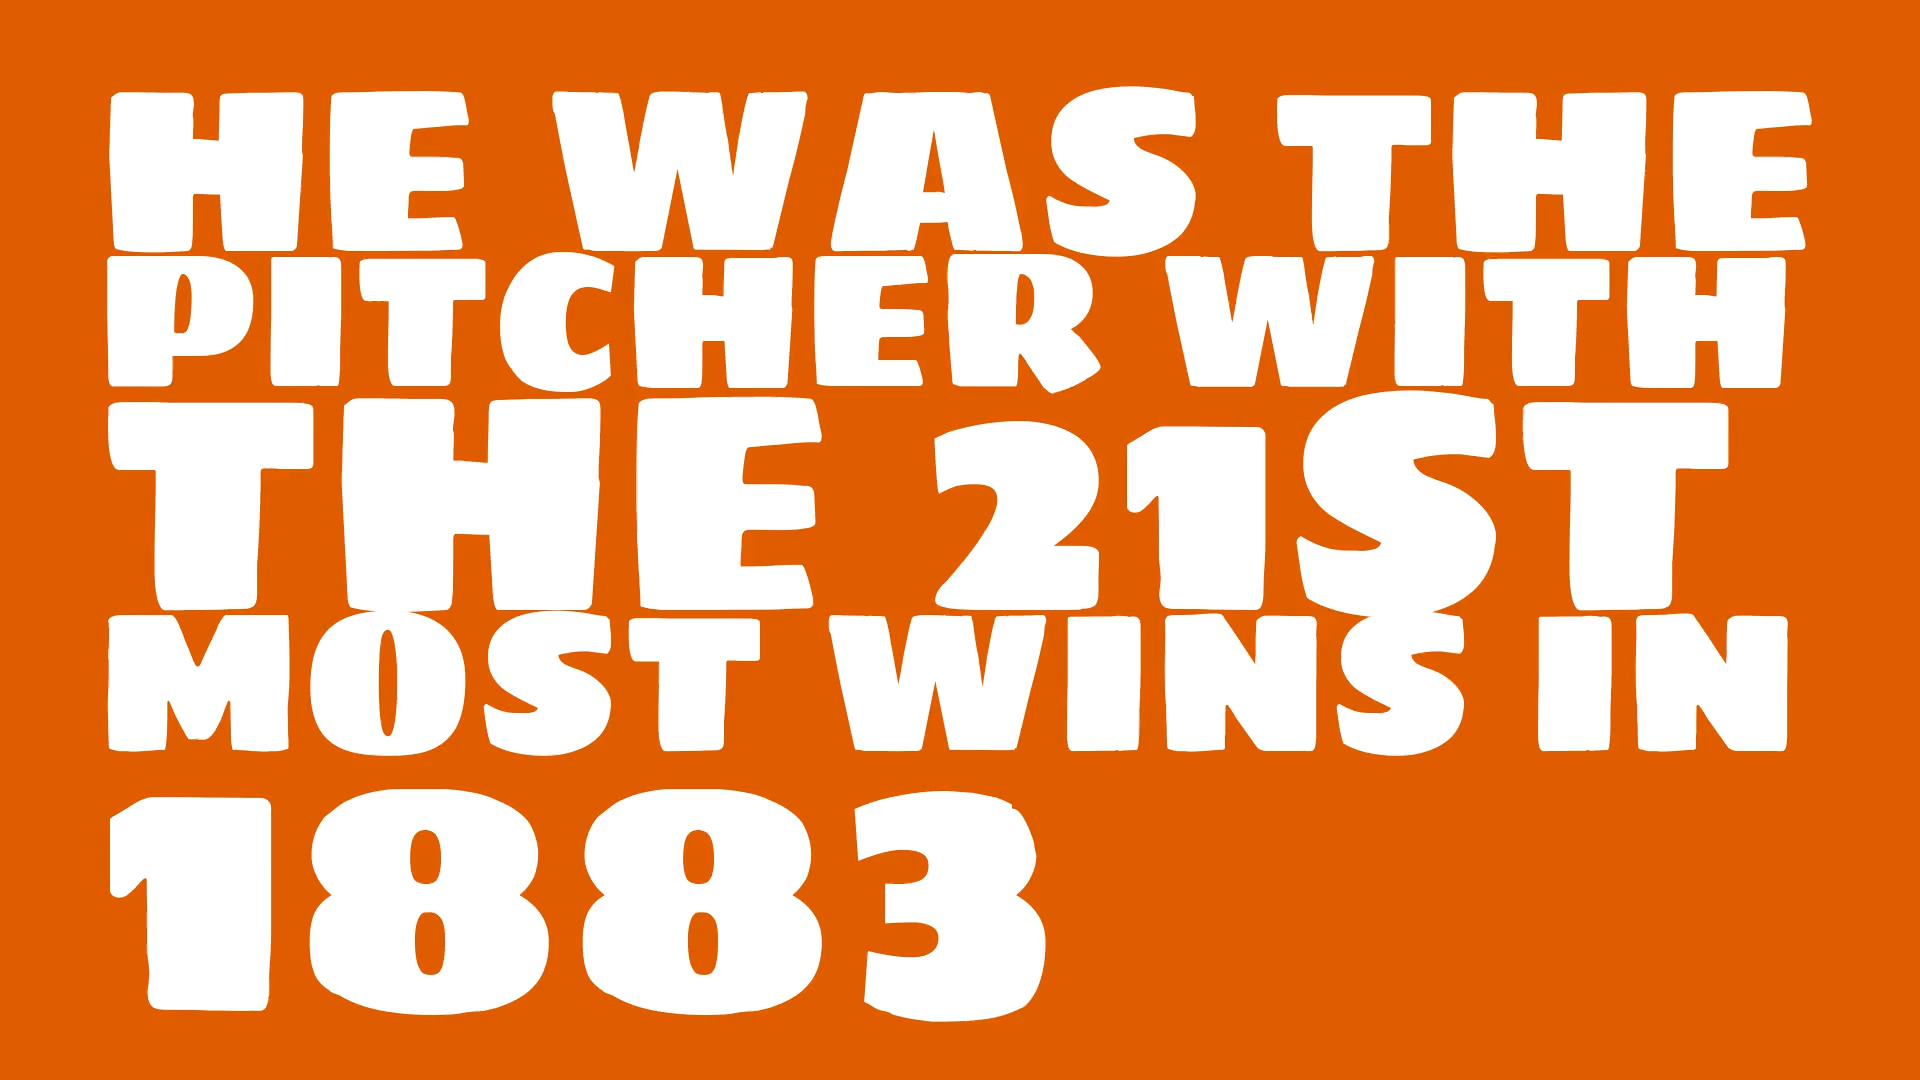 HE WAS THE
PITCHER WITH
THE 21ST
MOST WINS IN
1883